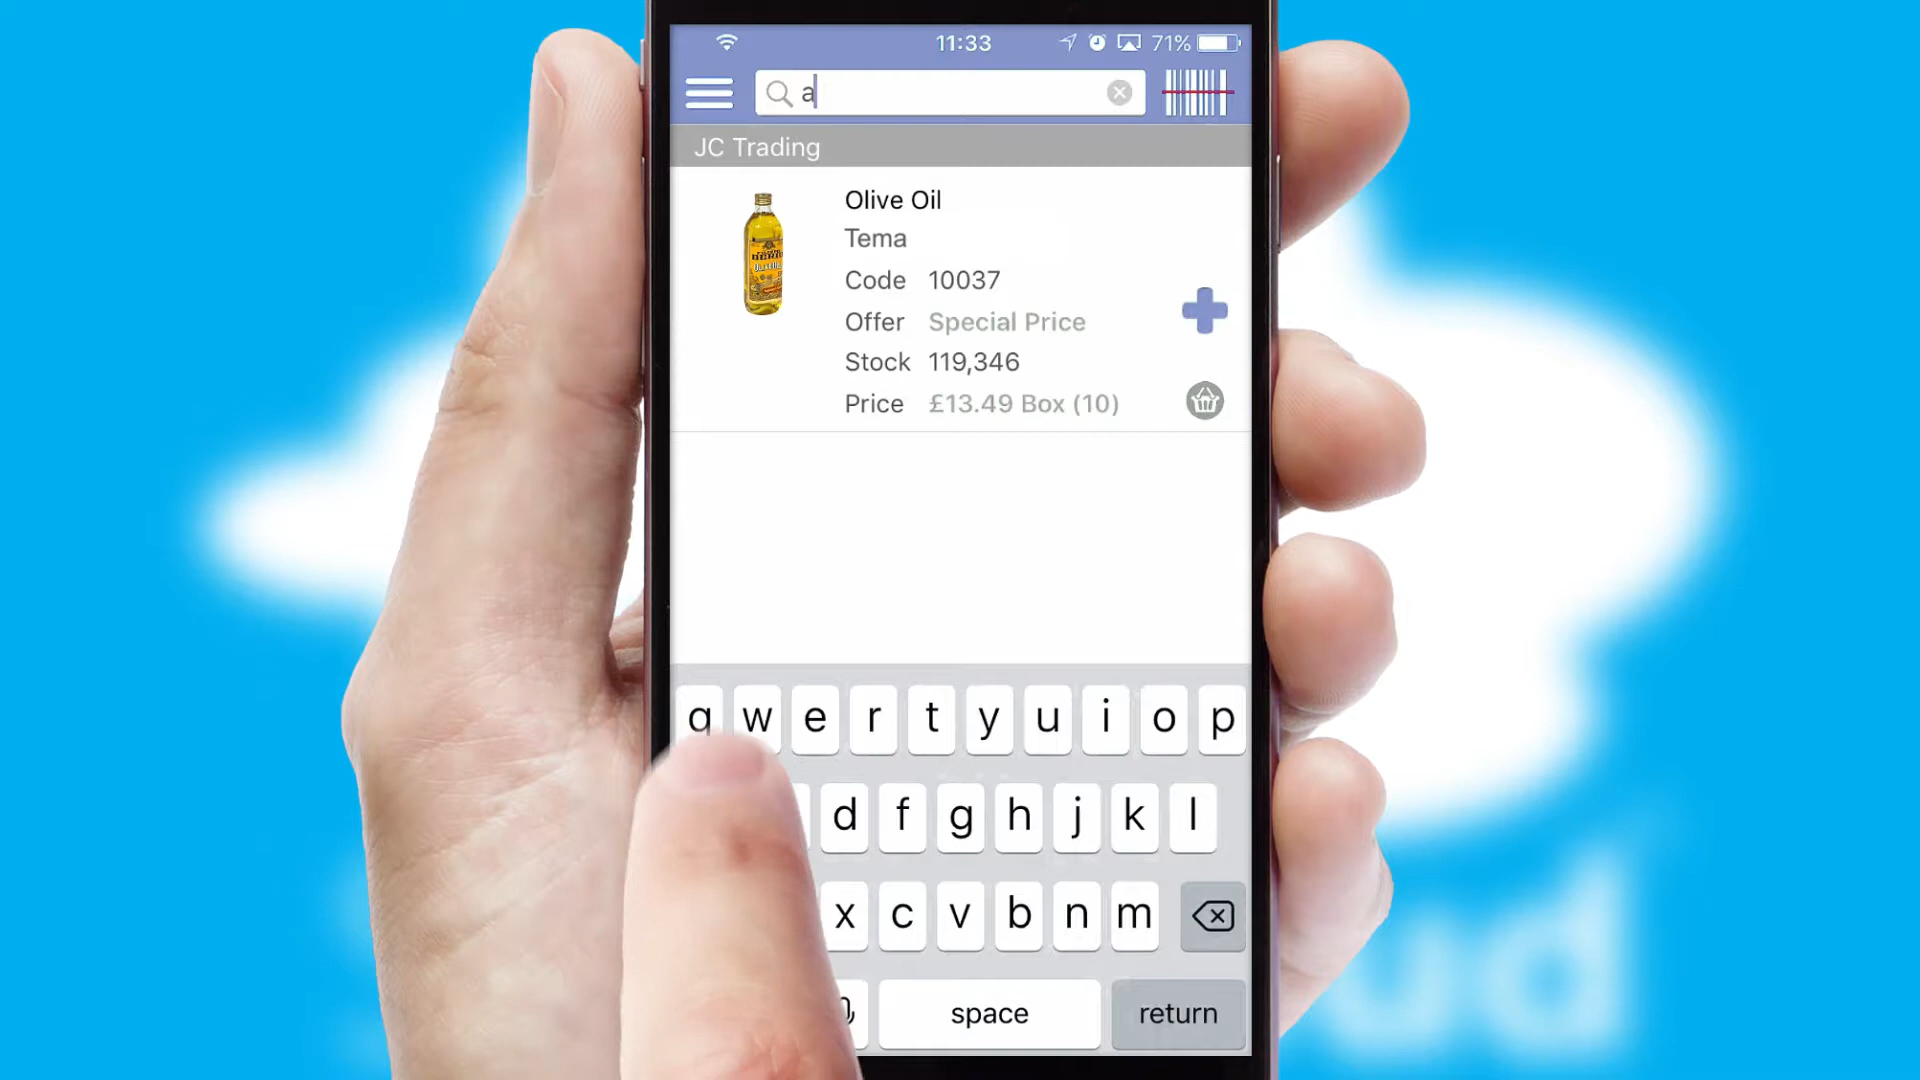 11:33 71%
a
JC Trading
Olive Oil
Tema
Code 10037
Offer Special Price
Stock 119,346
Price £13.49 Box (10)
q w e r t y u i o p
d f g h j k l
x c v b n m
space return
ud